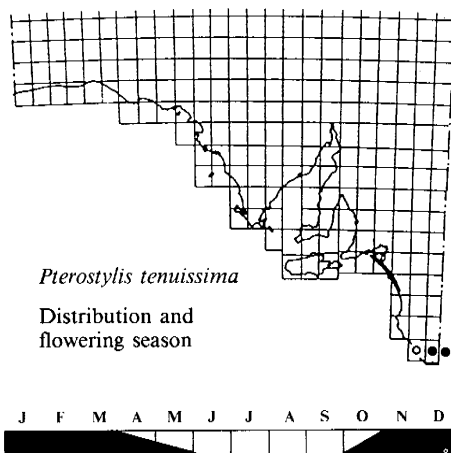 Pterostylis tenuissima
Distribution and
flowering season
J F M A M J J A S O N D